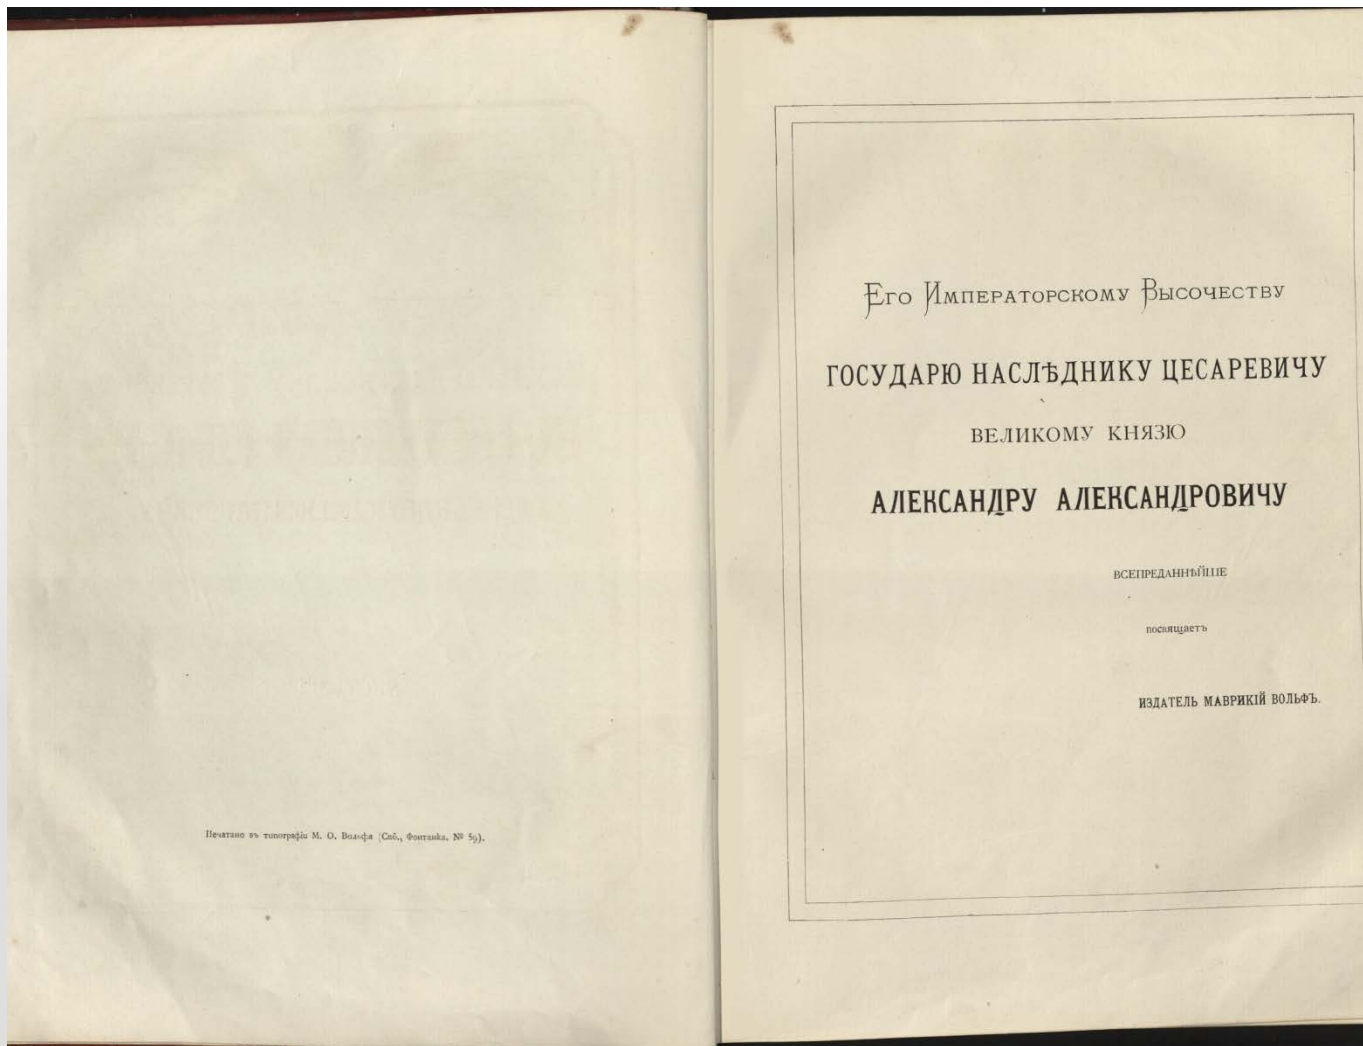 Печатано въ типографіи М. О. Вольфа (Спб., Фонтанка, № 59).
Его Императорскому Высочеству
ГОСУДАРЮ НАСЛѢДНИКУ ЦЕСАРЕВИЧУ
ВЕЛИКОМУ КНЯЗЮ
АЛЕКСАНДРУ АЛЕКСАНДРОВИЧУ
ВСЕПРЕДАННѢЙШЕ
посвящаетъ
ИЗДАТЕЛЬ МАВРИКІЙ ВОЛЬФЪ.